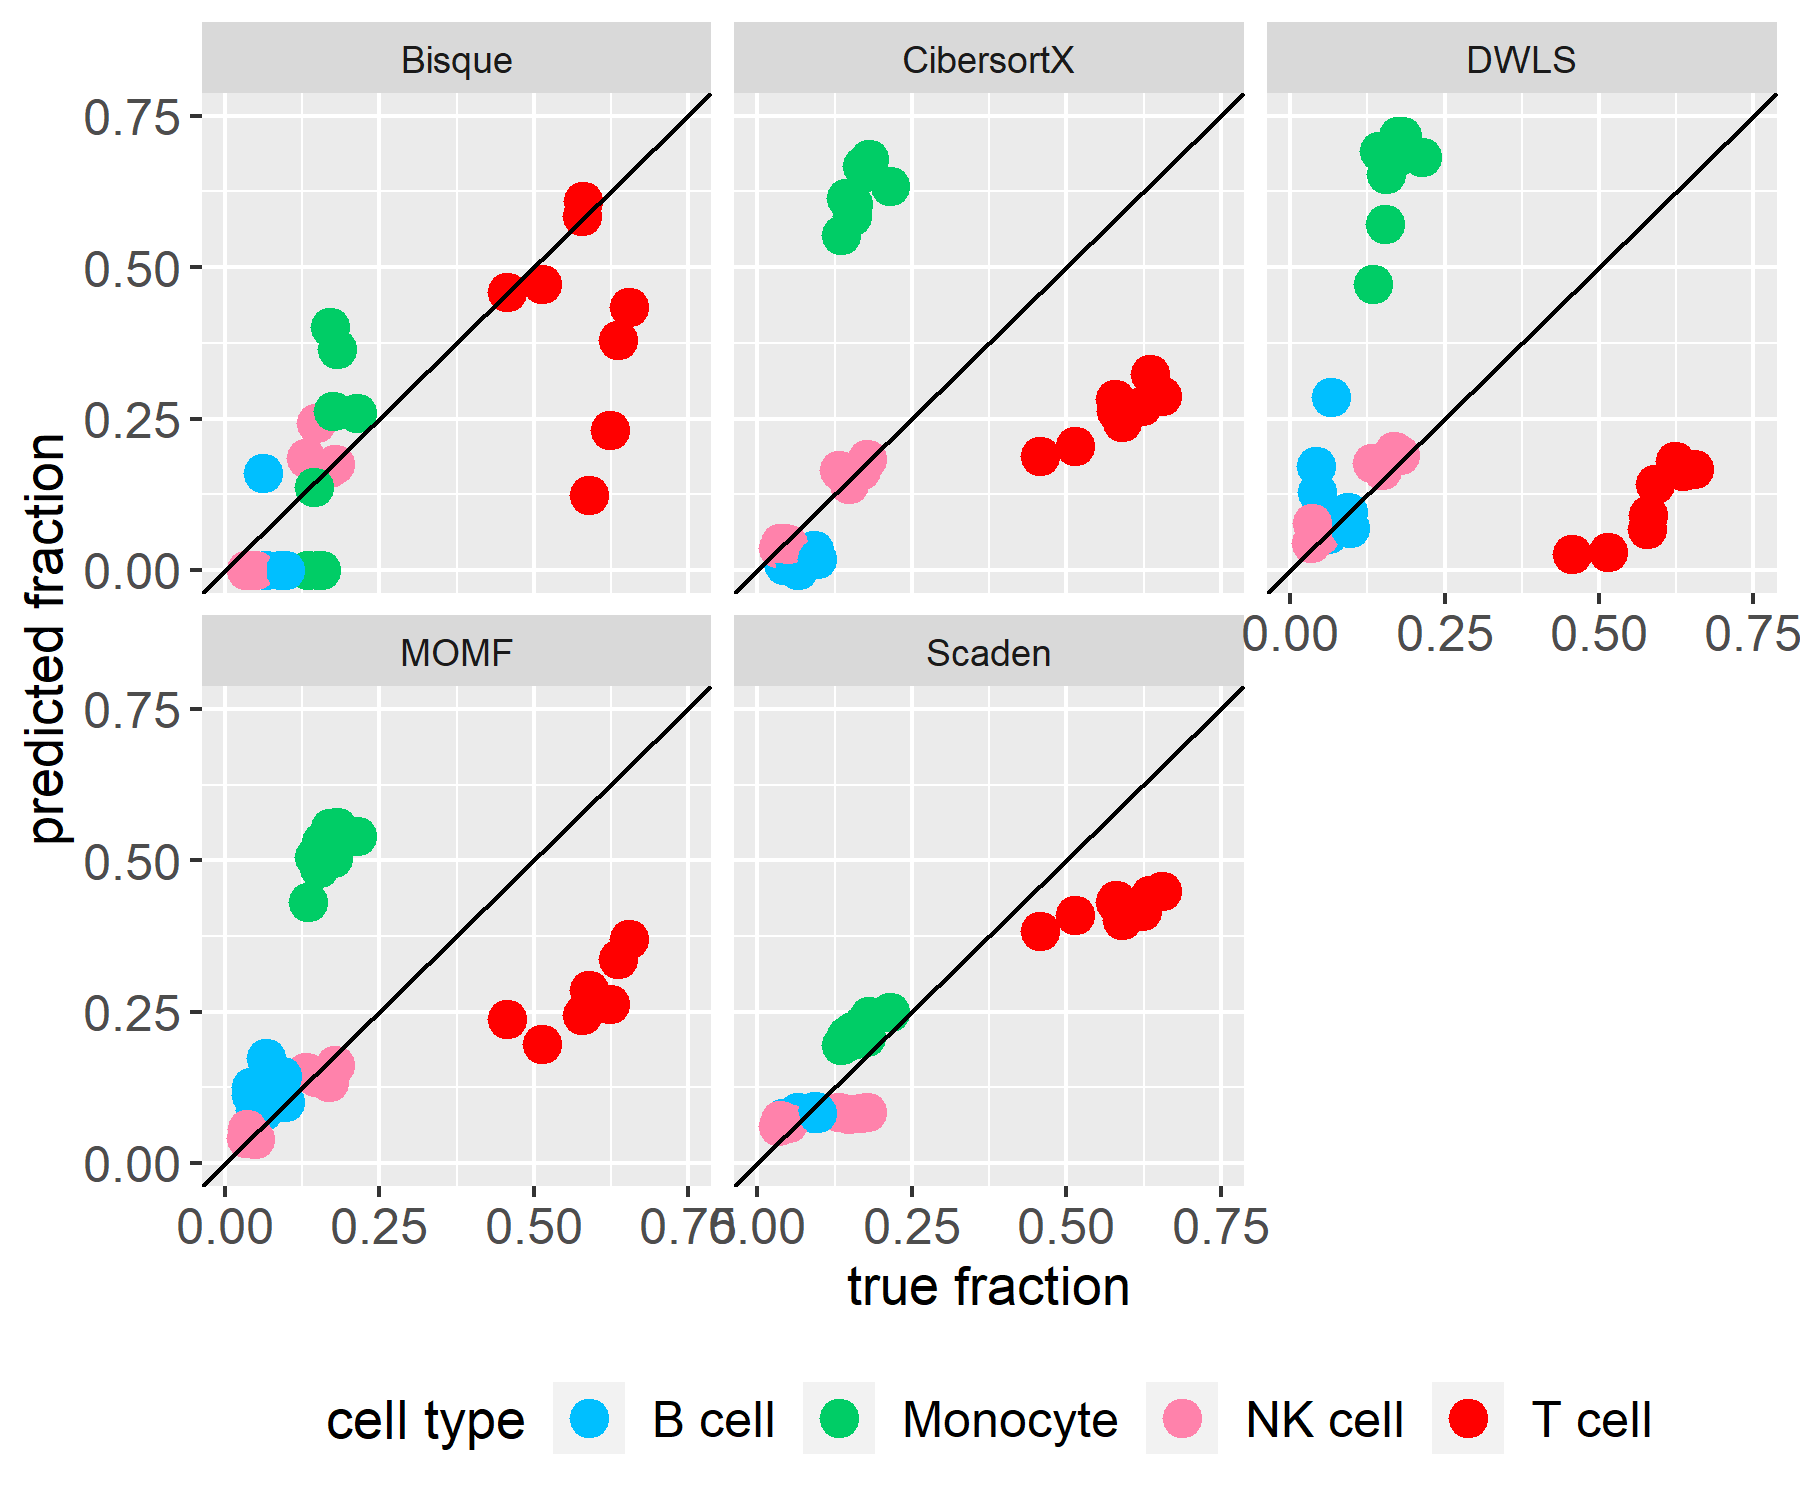 Bisque CibersortX DWLS
0.75
0.50
0.25
0.00
predicted fraction
0.00 0.25 0.50 0.75
MOMF Scaden
0.75
0.50
0.25
0.00
0.00 0.25 0.50 0.75 0.00 0.25 0.50 0.75
true fraction
cell type B cell Monocyte NK cell T cell